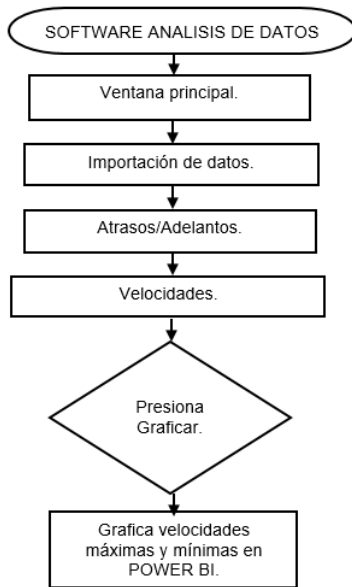 SOFTWARE ANALISIS DE DATOS
Ventana principal.
Importación de datos.
Atrasos/Adelantos.
Velocidades.
Presiona
Graficar.
Grafica velocidades
máximas y mínimas en
POWER BI.